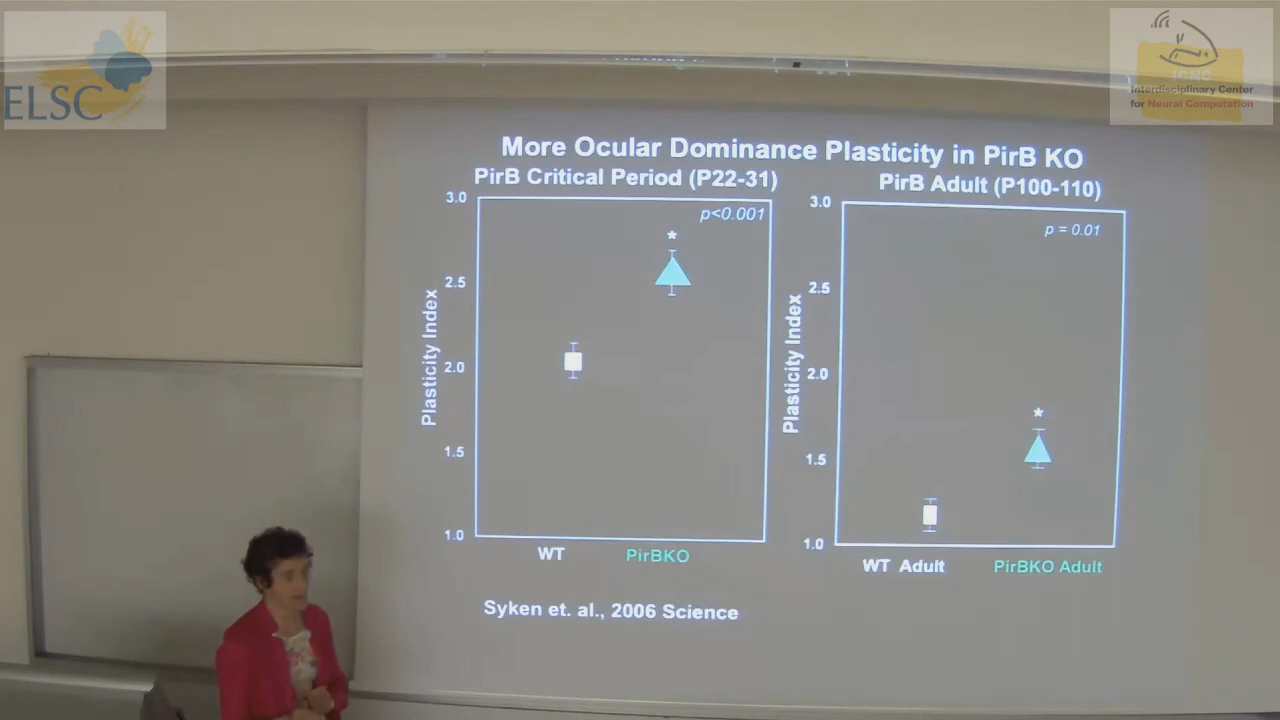 ELSC
ICNC
Interdisciplinary Center
for Neural Computation
More Ocular Dominance Plasticity in PirB KO
PirB Critical Period (P22-31)
3.0
p<0.001
*
2.5
2.0
1.5
1.0
Plasticity Index
WT
PirBKO
PirB Adult (P100-110)
3.0
p = 0.01
2.5
2.0
*
1.5
1.0
Plasticity Index
WT Adult
PirBKO Adult
Syken et. al., 2006 Science